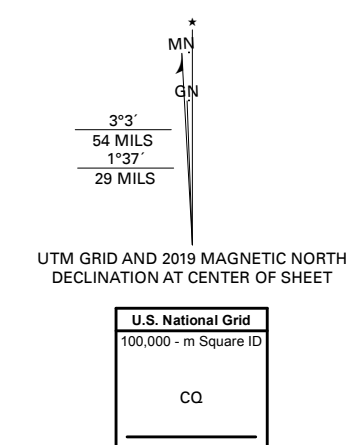 ★
MN
GN
3°3´
54 MILS
1°37´
29 MILS
UTM GRID AND 2019 MAGNETIC NORTH
DECLINATION AT CENTER OF SHEET
U.S. National Grid
100,000 - m Square ID
CQ